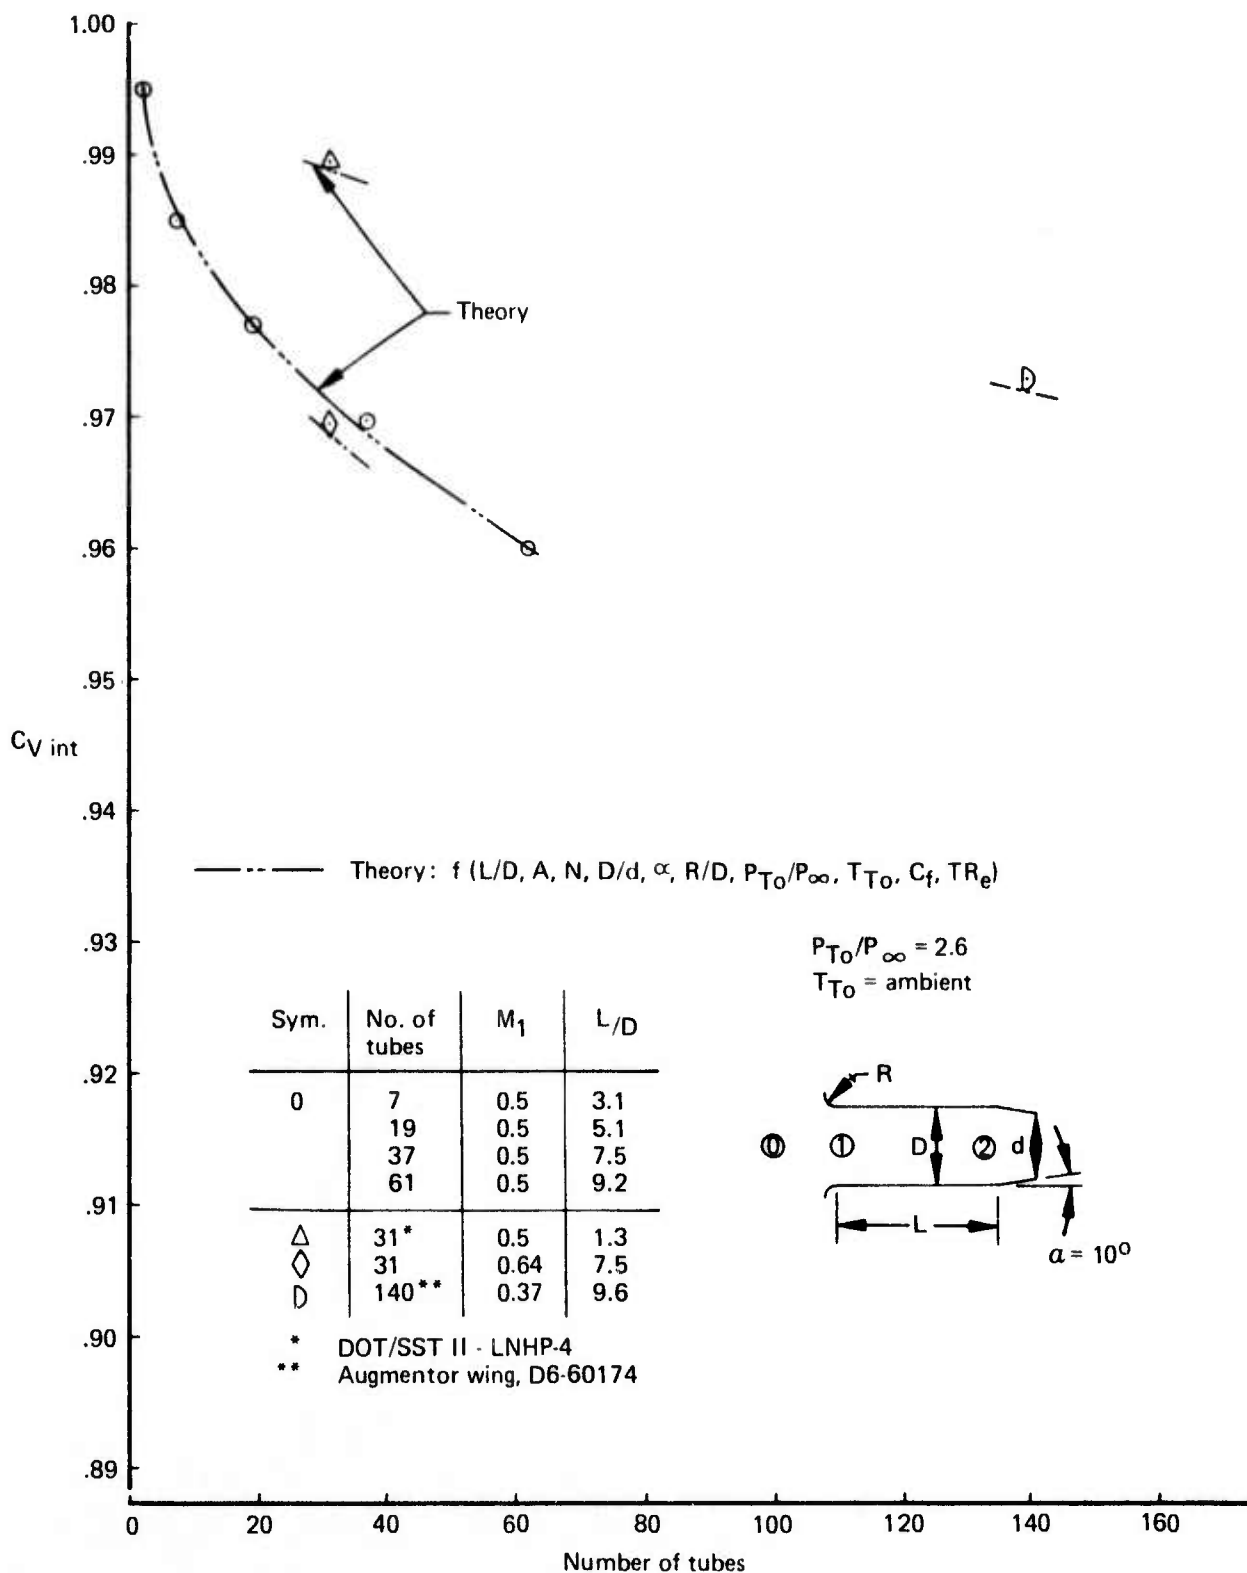 1.00
.99
.98
Theory
.97
.96
.95
C_V int
.94
Theory: f (L/D, A, N, D/d, ∝, R/D, P_To/P_∞, T_To, C_f, TR_e)
.93
P_To/P_∞ = 2.6
T_To = ambient
Sym. No. of tubes M_1 L/D
.92
0 7 0.5 3.1
19 0.5 5.1
37 0.5 7.5
61 0.5 9.2
R
0 1 D 2 d
L
α = 10°
.91
△ 31* 0.5 1.3
◇ 31 0.64 7.5
D 140** 0.37 9.6
* DOT/SST II - LNHP-4
** Augmentor wing, D6-60174
.90
.89
0 20 40 60 80 100 120 140 160
Number of tubes